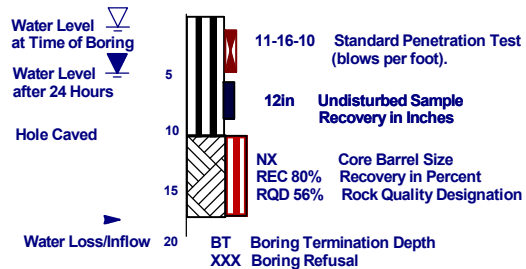 Water Level
at Time of Boring
Water Level
after 24 Hours
Hole Caved
Water Loss/Inflow
5
10
15
20
11-16-10 Standard Penetration Test
(blows per foot).
12in Undisturbed Sample
Recovery in Inches
NX Core Barrel Size
REC 80% Recovery in Percent
RQD 56% Rock Quality Designation
BT Boring Termination Depth
XXX Boring Refusal